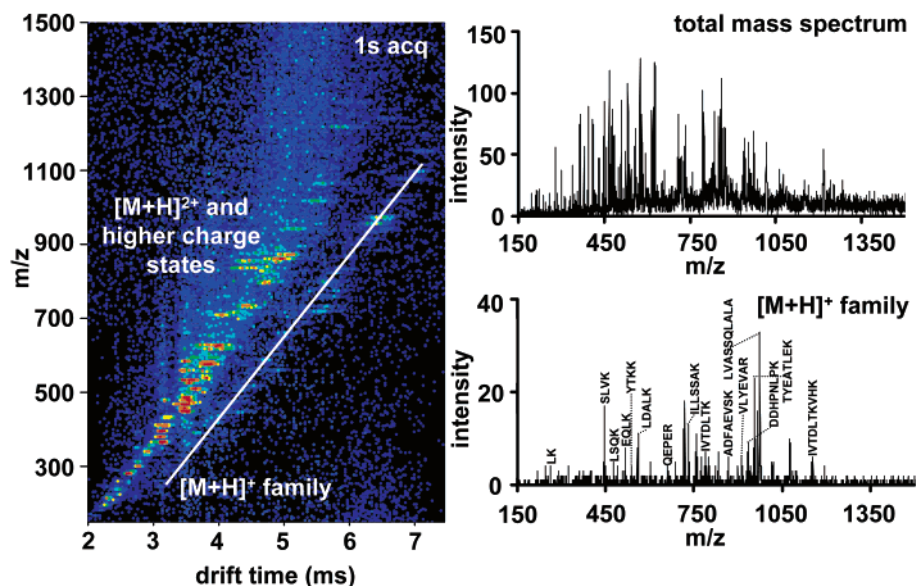 1500
1300
1100
900
700
500
300
m/z
1s acq
[M+H]²⁺ and
higher charge
states
[M+H]⁺ family
2 3 4 5 6 7
drift time (ms)
total mass spectrum
150
100
50
0
intensity
150 450 750 1050 1350
m/z
[M+H]⁺ family
40
20
0
intensity
LK
SLVK
LSQK
EQLK
YTKK
LDALK
QEPER
ILLSSAK
IVTDLTK
ADFAEVSK
LVASSQLALA
VLYEVAR
DDHPNLPK
TYEATLEK
IVTDLTKVHK
150 450 750 1050 1350
m/z